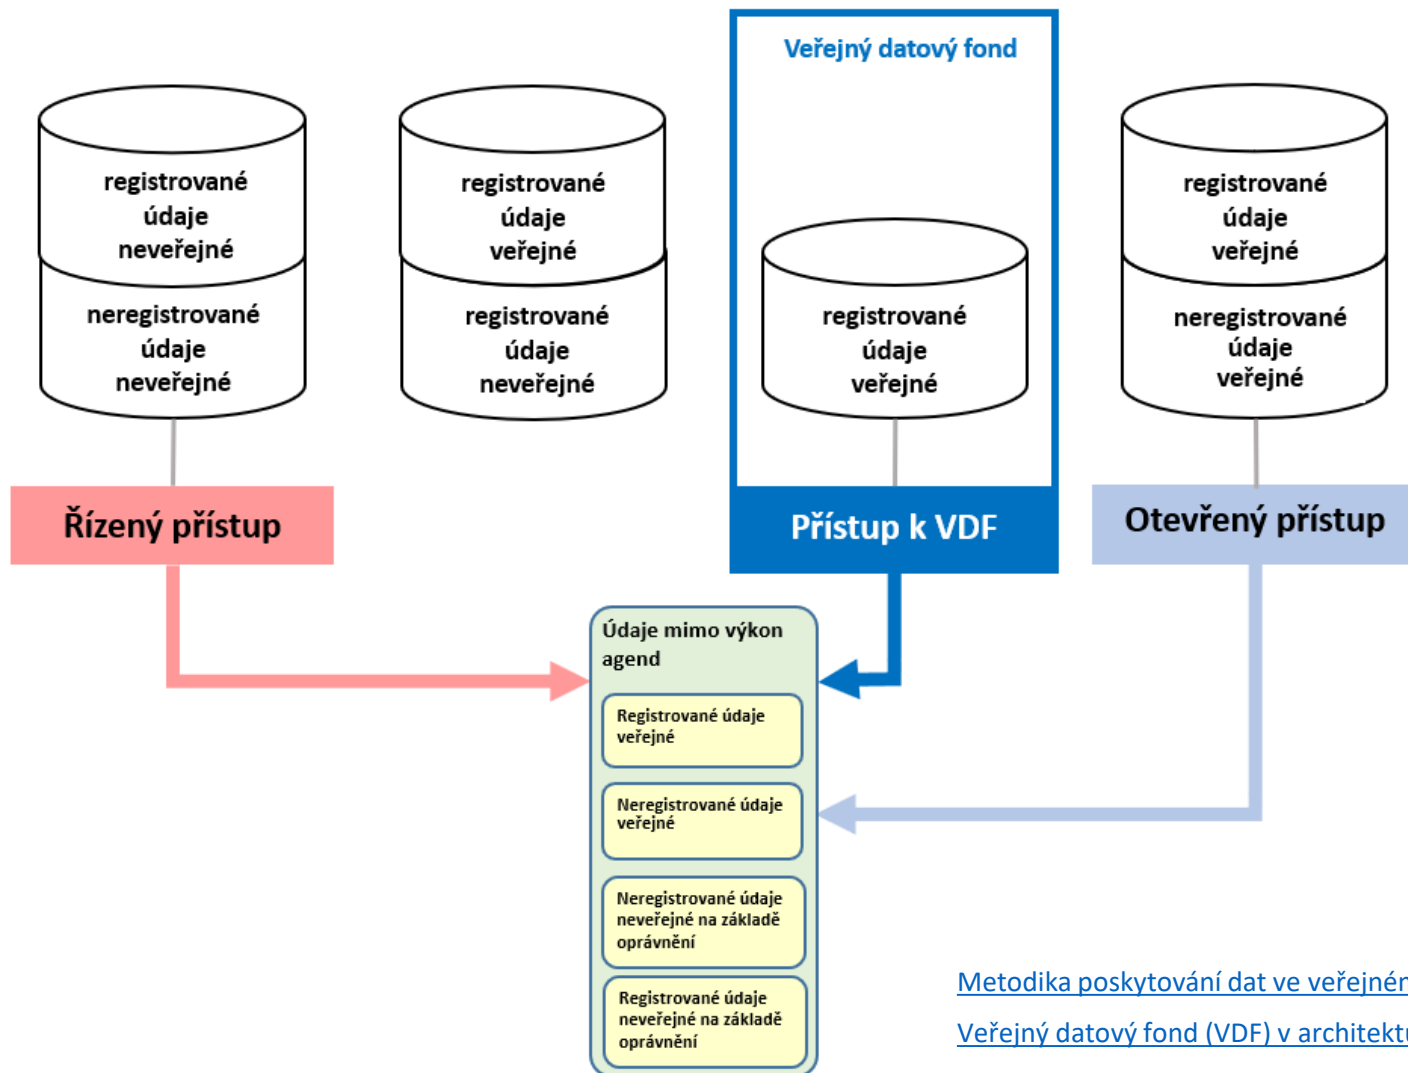 Veřejný datový fond
registrované
údaje
neveřejné
neregistrované
údaje
neveřejné
registrované
údaje
veřejné
registrované
údaje
neveřejné
registrované
údaje
veřejné
registrované
údaje
veřejné
neregistrované
údaje
veřejné
Řízený přístup
Přístup k VDF
Otevřený přístup
Údaje mimo výkon
agend
Registrované údaje
veřejné
Neregistrované údaje
veřejné
Neregistrované údaje
neveřejné na základě
oprávnění
Registrované údaje
neveřejné na základě
oprávnění
Metodika poskytování dat ve veřejném
Veřejný datový fond (VDF) v architektu